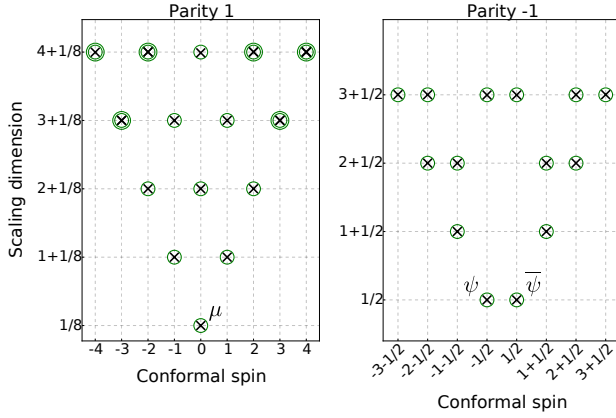 Parity 1
Scaling dimension
4+1/8
3+1/8
2+1/8
1+1/8
1/8
μ
-4 -3 -2 -1 0 1 2 3 4
Conformal spin
Parity -1
3+1/2
2+1/2
1+1/2
1/2
ψ ψ̅
-3-1/2 -2-1/2 -1-1/2 -1/2 1/2 1+1/2 2+1/2 3+1/2
Conformal spin